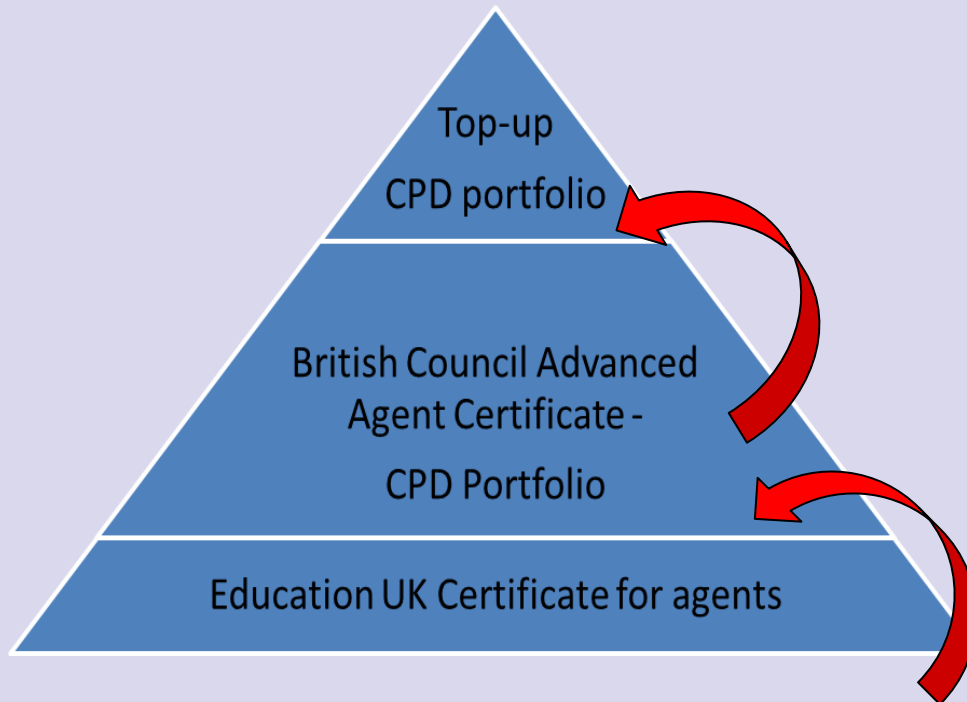 Top-up
CPD portfolio
British Council Advanced
Agent Certificate -
CPD Portfolio
Education UK Certificate for agents